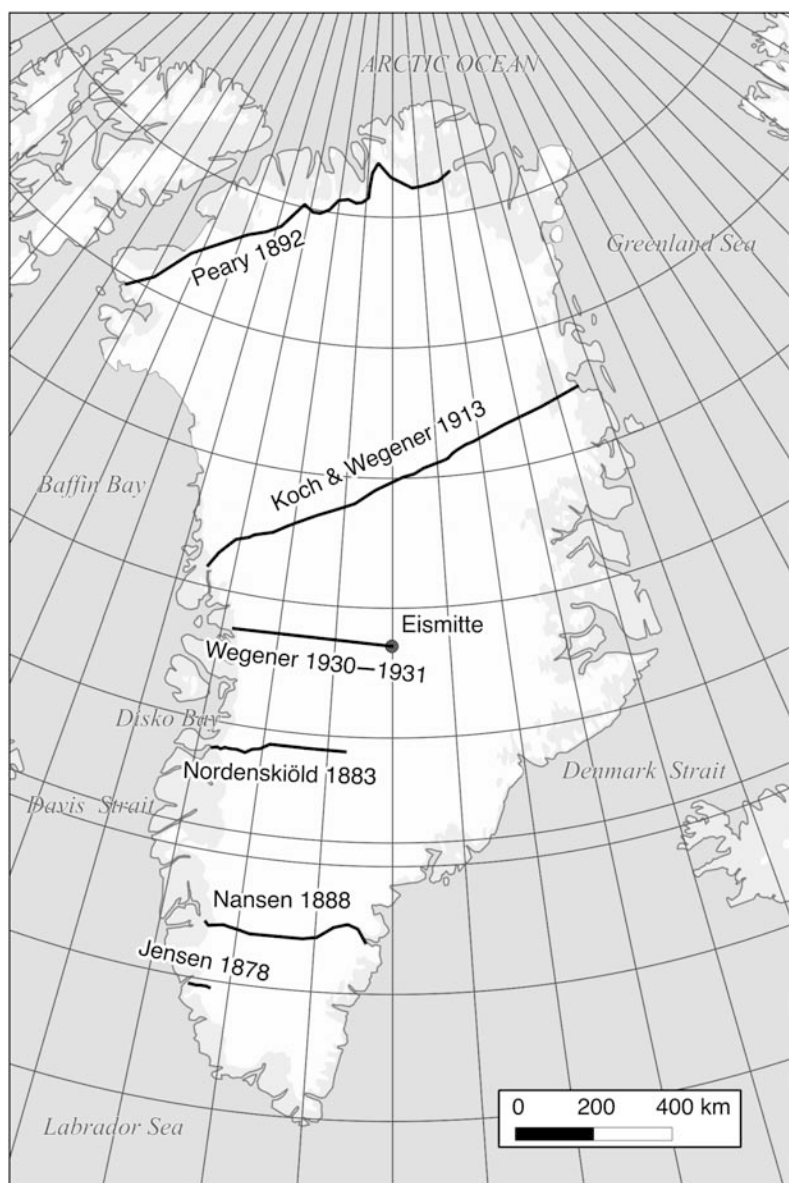 ARCTIC OCEAN
Greenland Sea
Peary 1892
Koch & Wegener 1913
Baffin Bay
Eismitte
Wegener 1930—1931
Disko Bay
Nordenskiöld 1883
Denmark Strait
Davis Strait
Nansen 1888
Jensen 1878
0 200 400 km
Labrador Sea